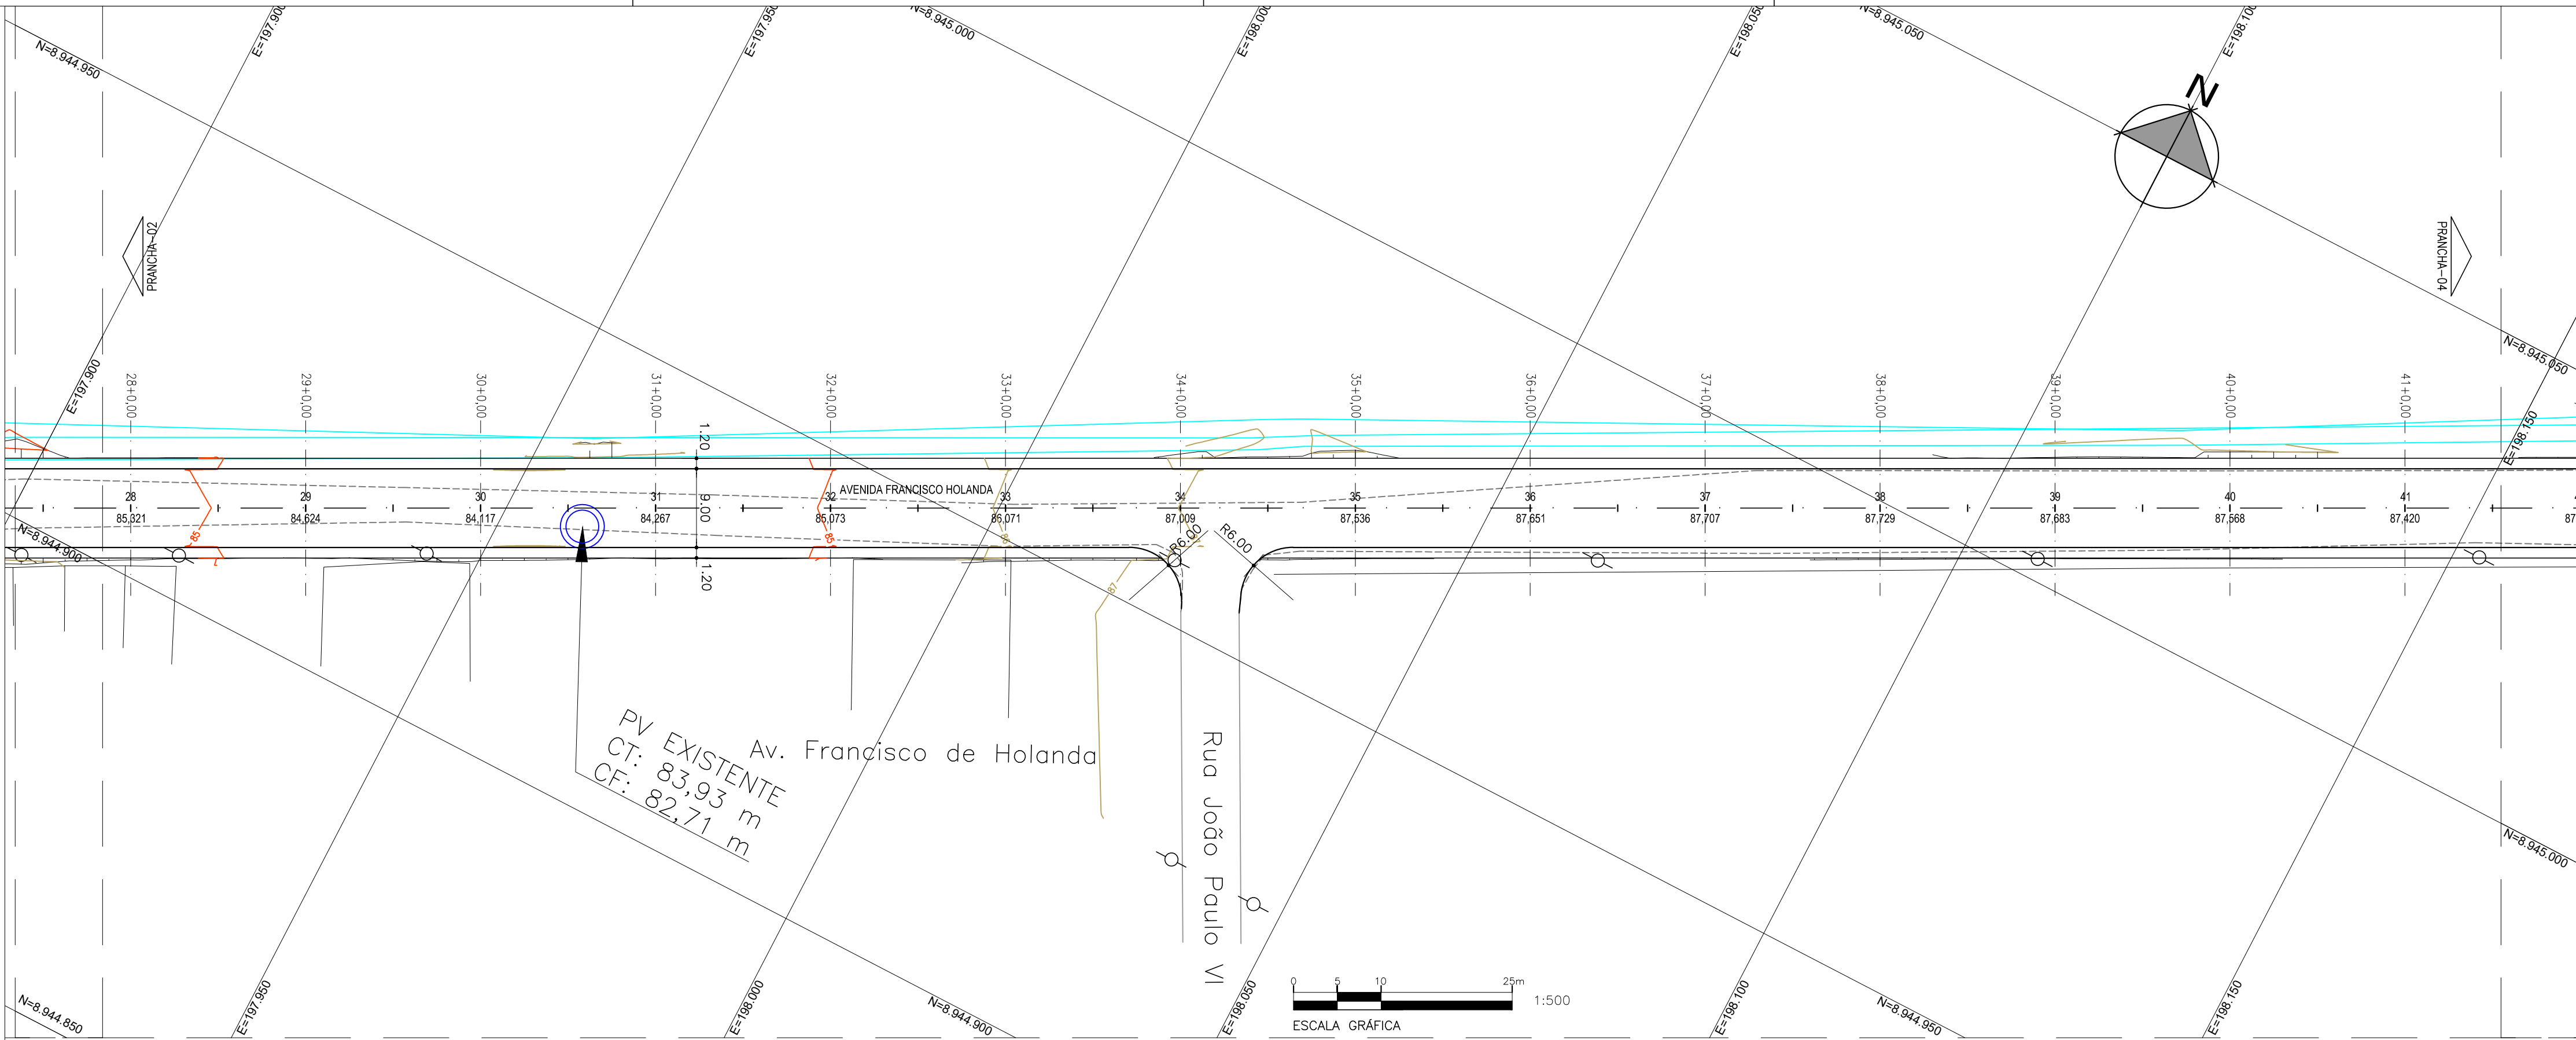 E=197.900
E=197.950
N=8.945.000
E=198.000
E=198.050
N=8.945.050
E=198.100
N=8.944.950
N
PRANCHA-02
PRANCHA-04
E=197.900
N=8.945.050
E=198.150
28+0,00
29+0,00
30+0,00
31+0,00
32+0,00
33+0,00
34+0,00
35+0,00
36+0,00
37+0,00
38+0,00
39+0,00
40+0,00
41+0,00
1.20
9.00
1.20
AVENIDA FRANCISCO HOLANDA
28
29
30
31
32
33
34
35
36
37
38
39
40
41
85,321
84,624
84,117
84,267
85,073
86,071
87,009
87,536
87,651
87,707
87,729
87,683
87,568
87,420
85
85
87
R6.00
R6.00
N=8.944.900
PV EXISTENTE
CT: 83,93 m
CF: 82,71 m
Av. Francisco de Holanda
Rua João Paulo VI
N=8.945.000
N=8.944.850
E=197.950
E=198.000
N=8.944.900
E=198.050
0 5 10 25m
1:500
ESCALA GRÁFICA
E=198.100
N=8.944.950
E=198.150